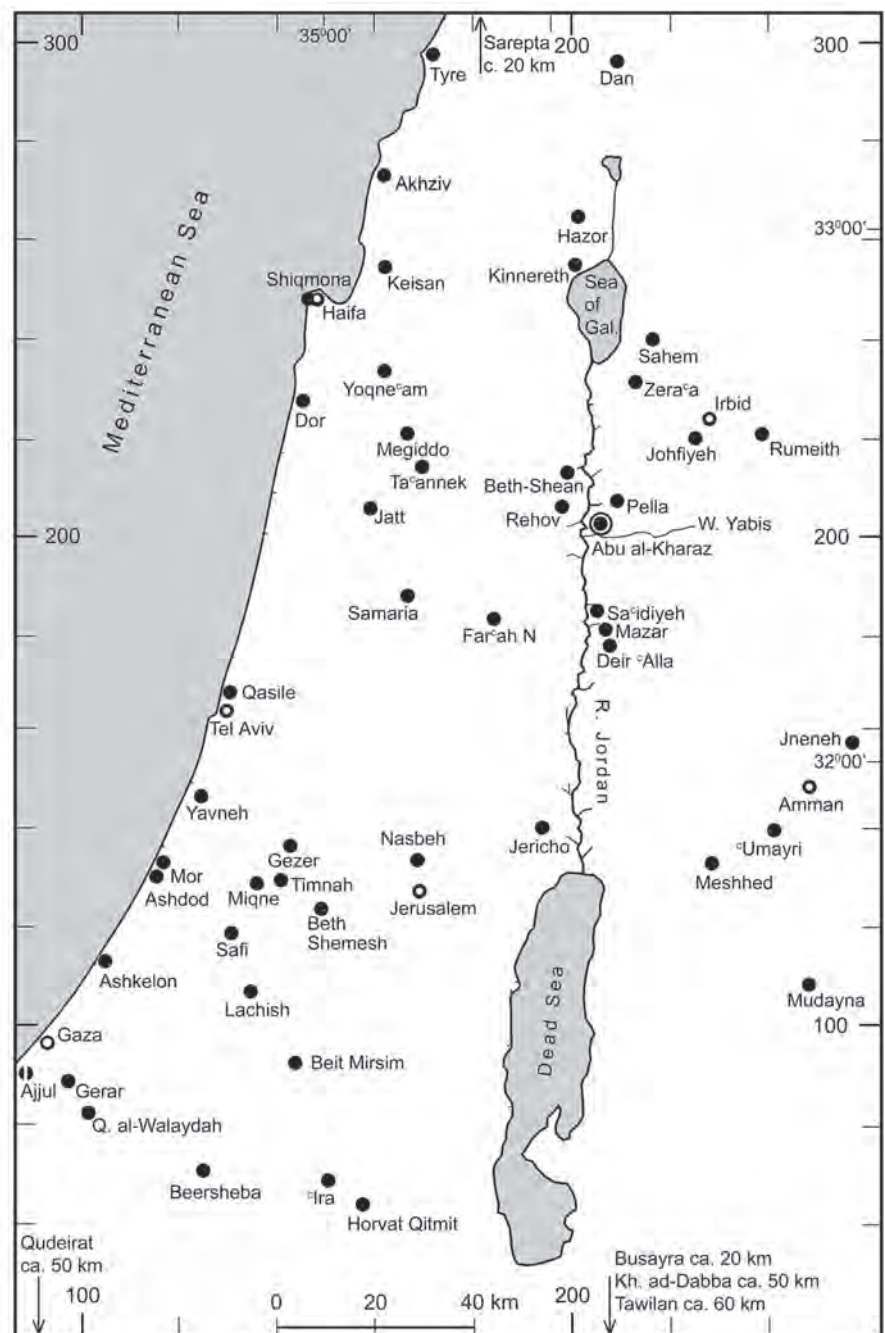 300
35°00'
Sarepta
c. 20 km
200
300
Tyre
Dan
Akhziv
Mediterranean Sea
Hazor
33°00'
Keisan
Kinnereth
Shiqmona
Haifa
Sea
of
Gal.
Sahem
Yoqneᶜam
Zeraᶜa
Dor
Irbid
Megiddo
Johfiyeh
Rumeith
Taᶜannek
Beth-Shean
Jatt
Rehov
Pella
W. Yabis
200
200
Abu al-Kharaz
Samaria
Farᶜah N
Saᶜidiyeh
Mazar
Deir ᶜAlla
Qasile
Tel Aviv
R. Jordan
Jneneh
32°00'
Yavneh
Amman
Gezer
Nasbeh
Jericho
ᶜUmayri
Mor
Meshhed
Ashdod
Miqne
Timnah
Jerusalem
Beth
Shemesh
Safi
Ashkelon
Lachish
Mudayna
Dead Sea
Gaza
100
Beit Mirsim
Ajjul
Gerar
Q. al-Walaydah
Beersheba
ᶜIra
Horvat Qitmit
Qudeirat
ca. 50 km
Busayra ca. 20 km
Kh. ad-Dabba ca. 50 km
Tawilan ca. 60 km
100
0
20
40 km
200